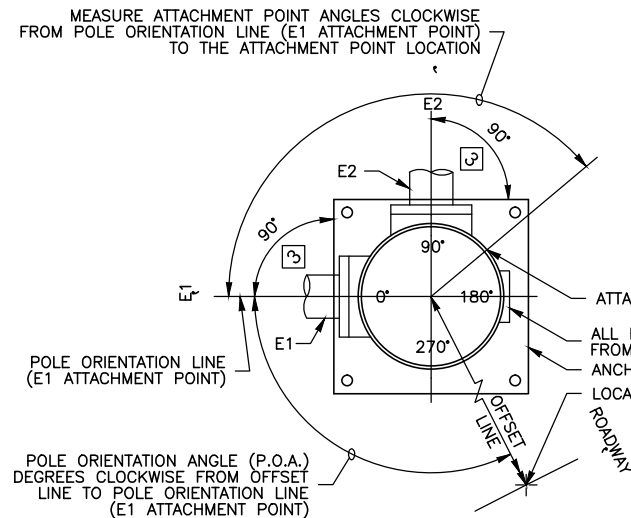 MEASURE ATTACHMENT POINT ANGLES CLOCKWISE
FROM POLE ORIENTATION LINE (E1 ATTACHMENT POINT)
TO THE ATTACHMENT POINT LOCATION
E2
90°
3
E2
90°
3
90°
E1
0°
180°
ATTA
E1
270°
ALL
FROM
POLE ORIENTATION LINE
(E1 ATTACHMENT POINT)
ANCH
LOCA
OFFSET
LINE
ROADWAY
POLE ORIENTATION ANGLE (P.O.A.)
DEGREES CLOCKWISE FROM OFFSET
LINE TO POLE ORIENTATION LINE
(E1 ATTACHMENT POINT)